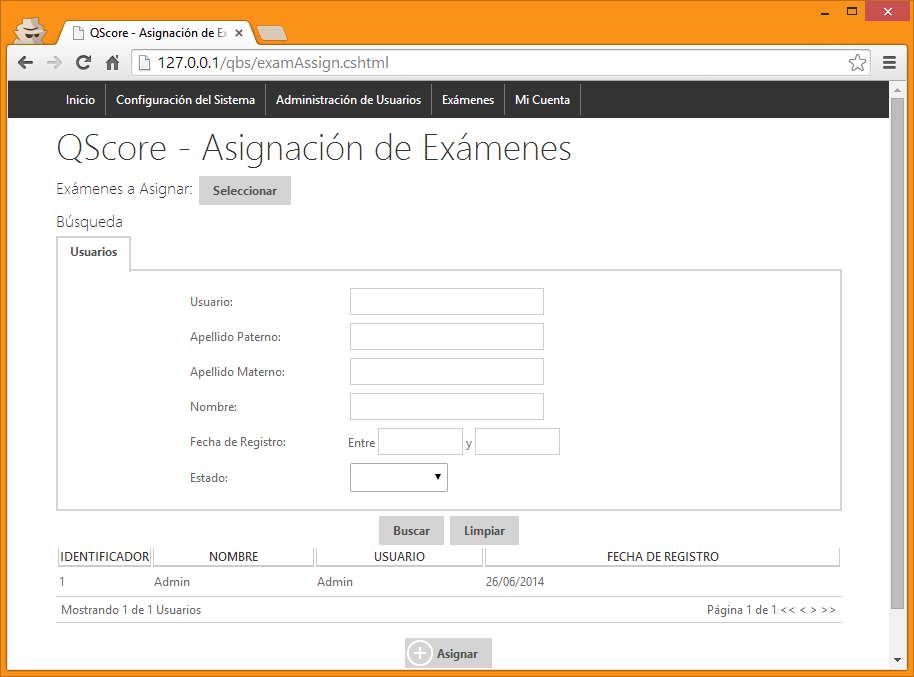 QScore - Asignación de Ex
127.0.0.1/qbs/examAssign.cshtml
Inicio Configuración del Sistema Administración de Usuarios Exámenes Mi Cuenta
QScore - Asignación de Exámenes
Exámenes a Asignar: Seleccionar
Búsqueda
Usuarios
Usuario:
Apellido Paterno:
Apellido Materno:
Nombre:
Fecha de Registro: Entre y
Estado:
Buscar Limpiar
IDENTIFICADOR NOMBRE USUARIO FECHA DE REGISTRO
1 Admin Admin 26/06/2014
Mostrando 1 de 1 Usuarios Página 1 de 1 << < > >>
Asignar